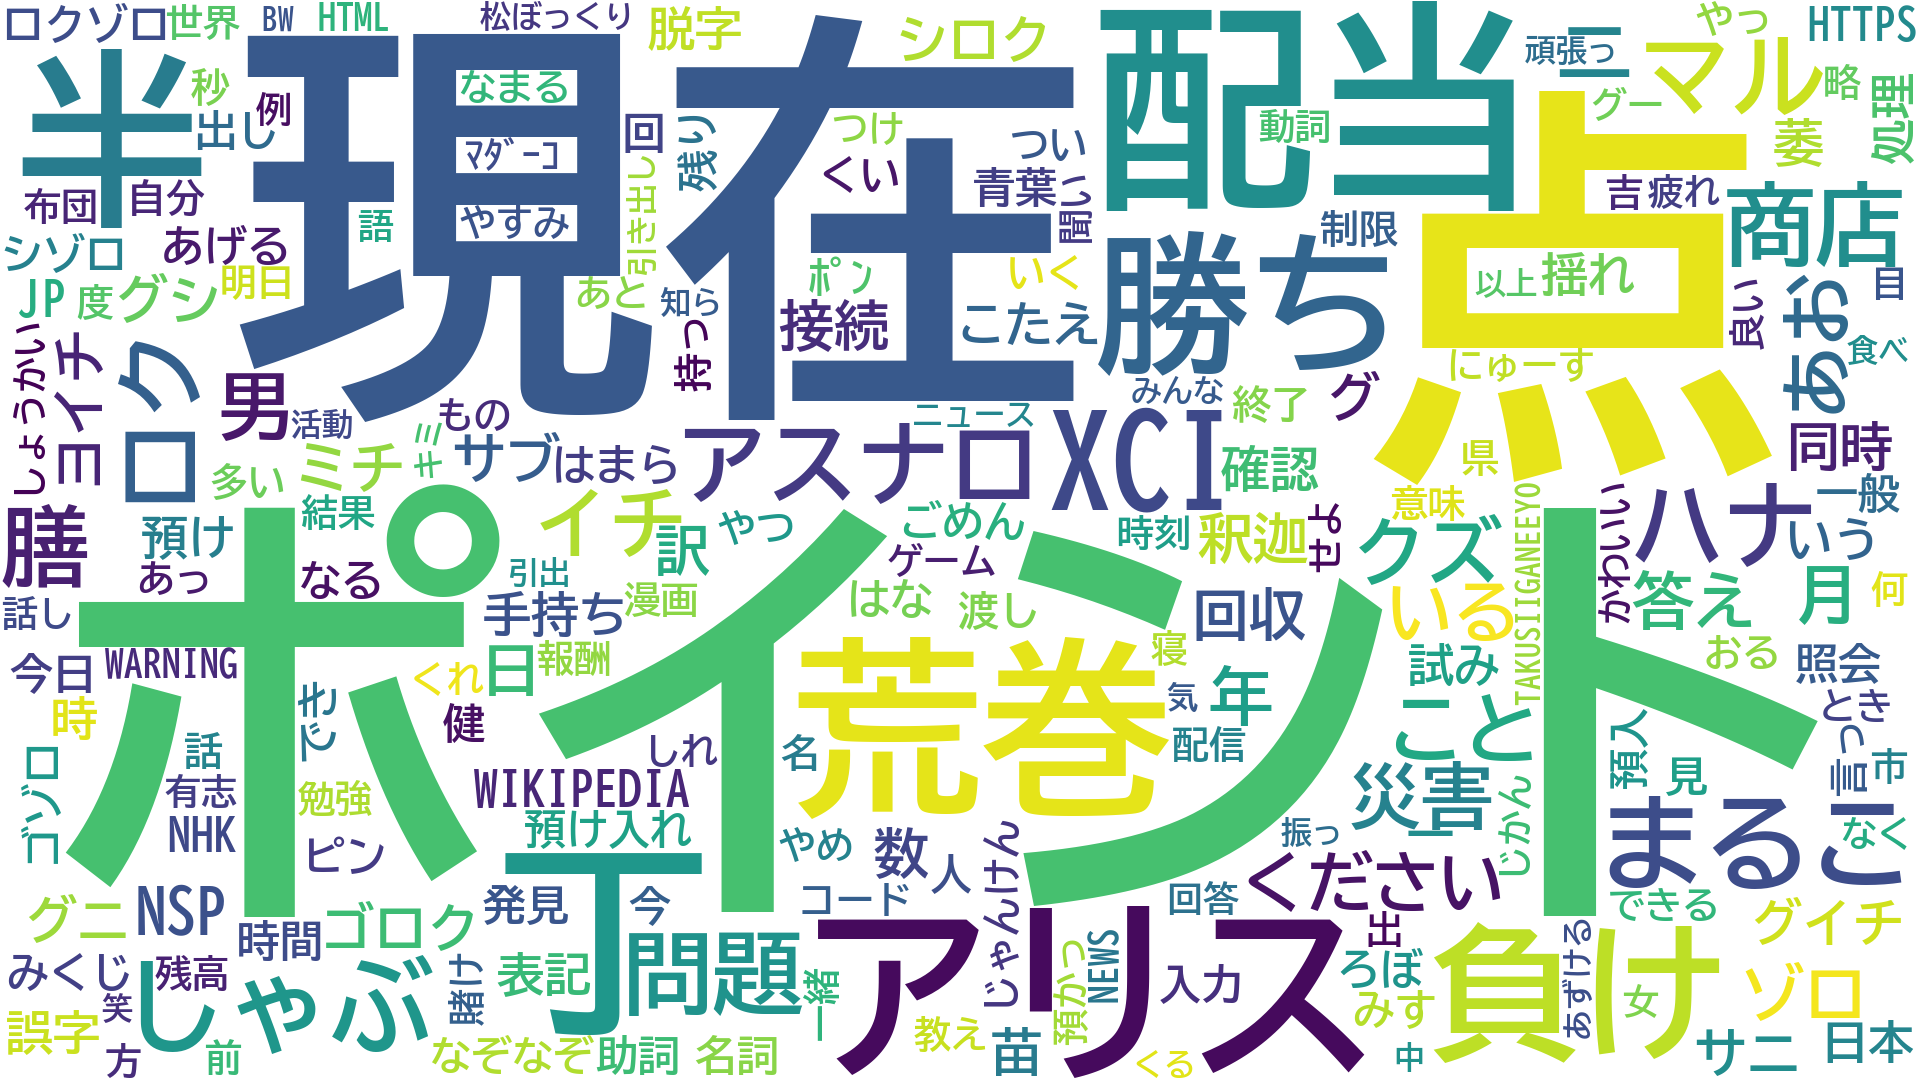 ロクゾロ
世界
BW
HTML
松ぼっくり
脱字
シロク
配当
二
マル
やっ
HTTPS
頑張っ
半
現在
秒
例
出し
なまる
マダーコ
やすみ
回
残り
つけ
くい
つい
青葉
聞い
動詞
グー
略
処理
萎
点
吉
疲れ
布団
自分
語
引き出し
制限
商店
シゾロ
あげる
勝ち
以上
揺れ
JP
度
グシ
明日
あと
知ら
ポン
接続
いく
こたえ
良い
あお
目
食べ
しょうかい
ヨイチ
ロク
男
活動
もの
持っ
みんな
終了
グ
にゅーす
ニュース
ミチ
キミ
サブ
はまら
アスナロ
XCI
確認
県
同時
多い
結果
イチ
意味
一般
膳
預け
訳
やつ
ごめん
時刻
釈迦
せよ
クズ
TAKUSIIGANEEYO
かわいい
ハナ
いう
あっ
なる
引出
ゲーム
話し
手持ち
漫画
はな
渡し
回収
いる
答え
月
何
ポイント
今日
WARNING
くれ
日
報酬
荒巻
寝
年
試み
おる
照会
時
でき
健
しれ
気
こと
とき
話
名
配信
預入
見
言っ
市
ゴゾロ
有志
勉強
WIKIPEDIA
災害
NHK
ピン
預け入れ
やめ
数
人
じゃんけん
振っ
じかん
まるこ
なく
グニ
NSP
時間
ゴロク
丁
発見
今
コード
回答
ください
ー
できる
グイチ
みくじ
残高
しゃぶ
賭け
表記
問題
一緒
アリス
NEWS
入力
出
ろぼ
負け
あずける
ゾロ
誤字
笑
方
前
なぞなぞ
助詞
名詞
教え
苗
預かっ
くる
みす
中
女
サニ
日本